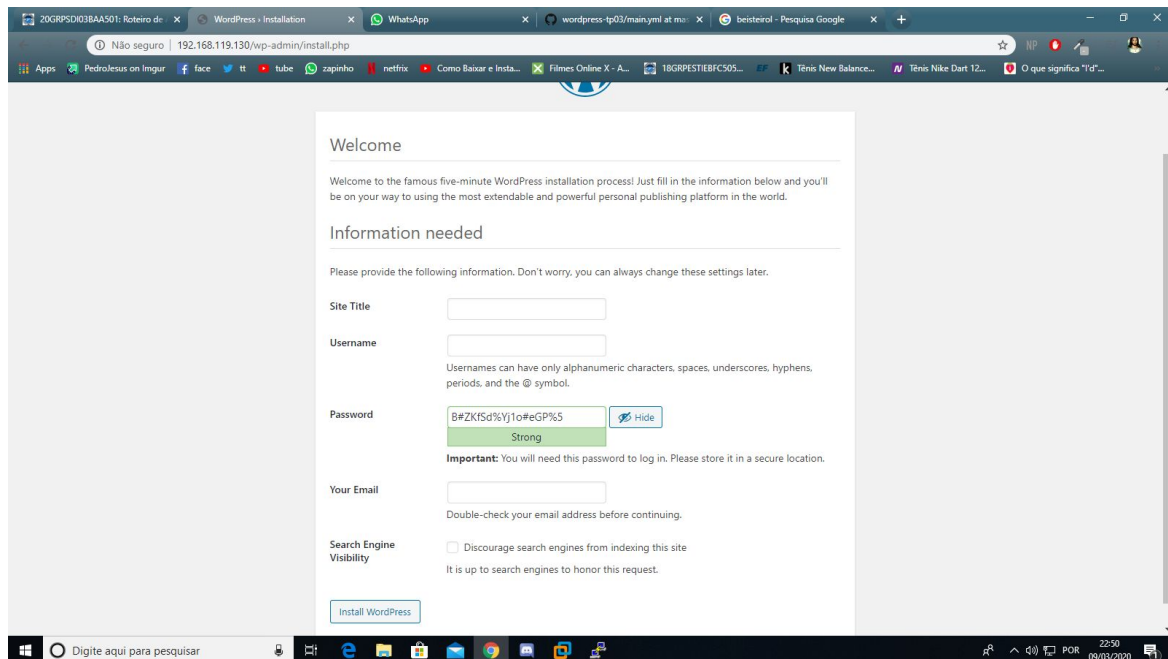 20GRPSDI03BAA501: Roteiro de
WordPress › Installation
WhatsApp
wordpress-tp03/main.yml at mas
beisteirol - Pesquisa Google
Não seguro | 192.168.119.130/wp-admin/install.php
NP
Apps
PedroJesus on Imgur
face
tt
tube
zapinho
netfrix
Como Baixar e Insta...
Filmes Online X - A...
18GRPESTIEBFC505...
EF
Tênis New Balance...
Tênis Nike Dart 12...
O que significa "I'd"...
Welcome
Welcome to the famous five-minute WordPress installation process! Just fill in the information below and you'll
be on your way to using the most extendable and powerful personal publishing platform in the world.
Information needed
Please provide the following information. Don't worry, you can always change these settings later.
Site Title
Username
Usernames can have only alphanumeric characters, spaces, underscores, hyphens,
periods, and the @ symbol.
Password
B#ZKfSd%Yj1o#eGP%5
Hide
Strong
Important: You will need this password to log in. Please store it in a secure location.
Your Email
Double-check your email address before continuing.
Search Engine
Visibility
Discourage search engines from indexing this site
It is up to search engines to honor this request.
Install WordPress
Digite aqui para pesquisar
POR
22:50
09/03/2020